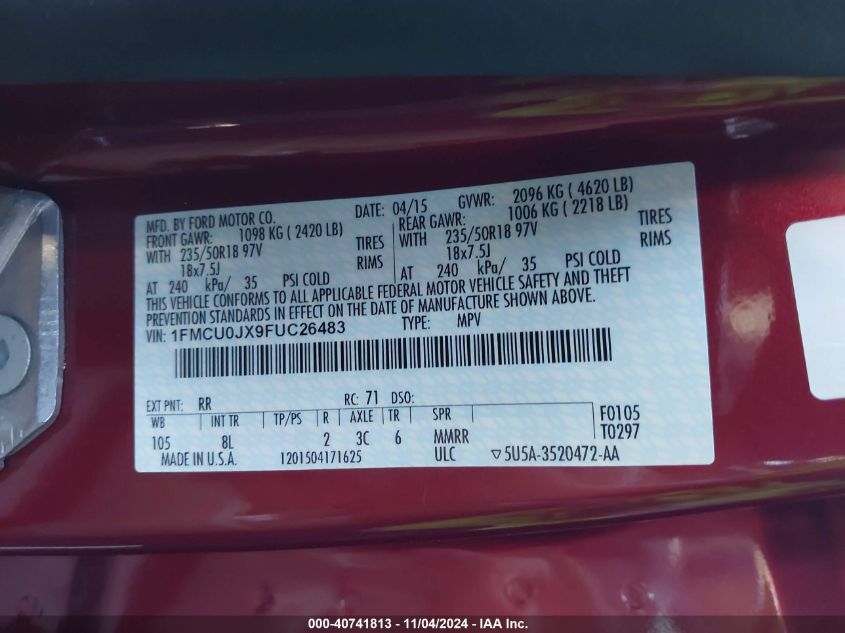 MFD. BY FORD MOTOR CO. DATE: 04/15 GVWR: 2096 KG ( 4620 LB)
FRONT GAWR: 1098 KG ( 2420 LB) REAR GAWR: 1006 KG ( 2218 LB)
WITH 235/50R18 97V TIRES WITH 235/50R18 97V TIRES
18x7.5J RIMS 18x7.5J RIMS
AT 240 kPa/ 35 PSI COLD AT 240 kPa/ 35 PSI COLD
THIS VEHICLE CONFORMS TO ALL APPLICABLE FEDERAL MOTOR VEHICLE SAFETY AND THEFT
PREVENTION STANDARDS IN EFFECT ON THE DATE OF MANUFACTURE SHOWN ABOVE.
VIN: 1FMCU0JX9FUC26483 TYPE: MPV
EXT PNT: RR RC: 71 DSO:
WB INT TR TP/PS R AXLE TR SPR F0105
105 8L 2 3C 6 MMRR T0297
MADE IN U.S.A. 1201504171625 ULC ▽5U5A-3520472-AA
000-40741813 - 11/04/2024 - IAA Inc.